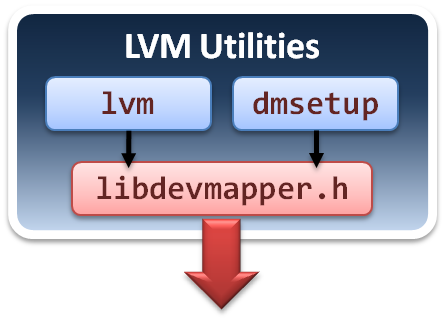 LVM Utilities
lvm
dmsetup
libdevmapper.h